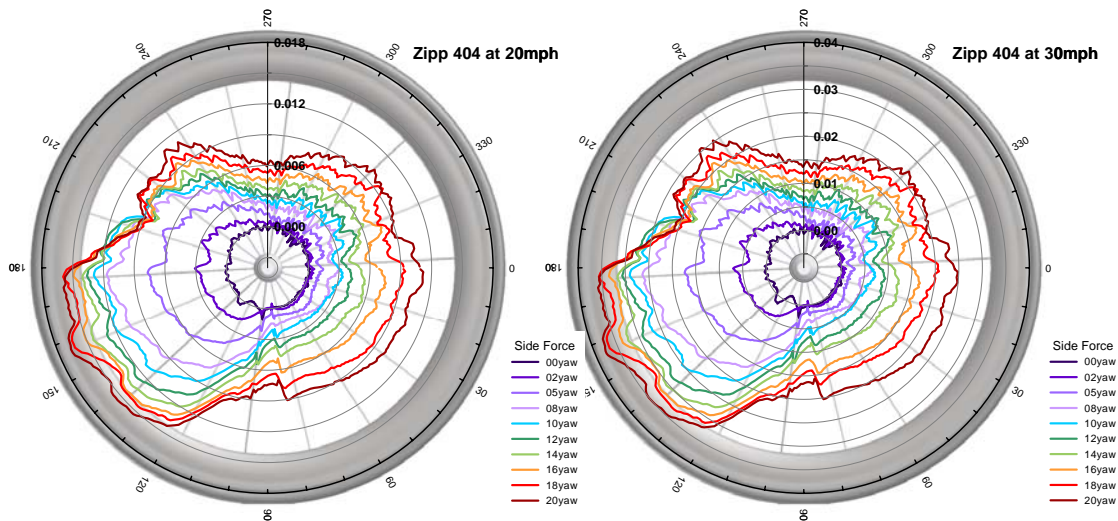 270
240
300
0.018
Zipp 404 at 20mph
0.012
210
330
0.006
0.000
180
0
Side Force
00yaw
02yaw
05yaw
08yaw
10yaw
12yaw
14yaw
16yaw
18yaw
20yaw
150
30
120
60
90
270
240
300
0.04
Zipp 404 at 30mph
0.03
210
330
0.02
0.01
0.00
180
0
Side Force
00yaw
02yaw
05yaw
08yaw
10yaw
12yaw
14yaw
16yaw
18yaw
20yaw
30
120
60
90